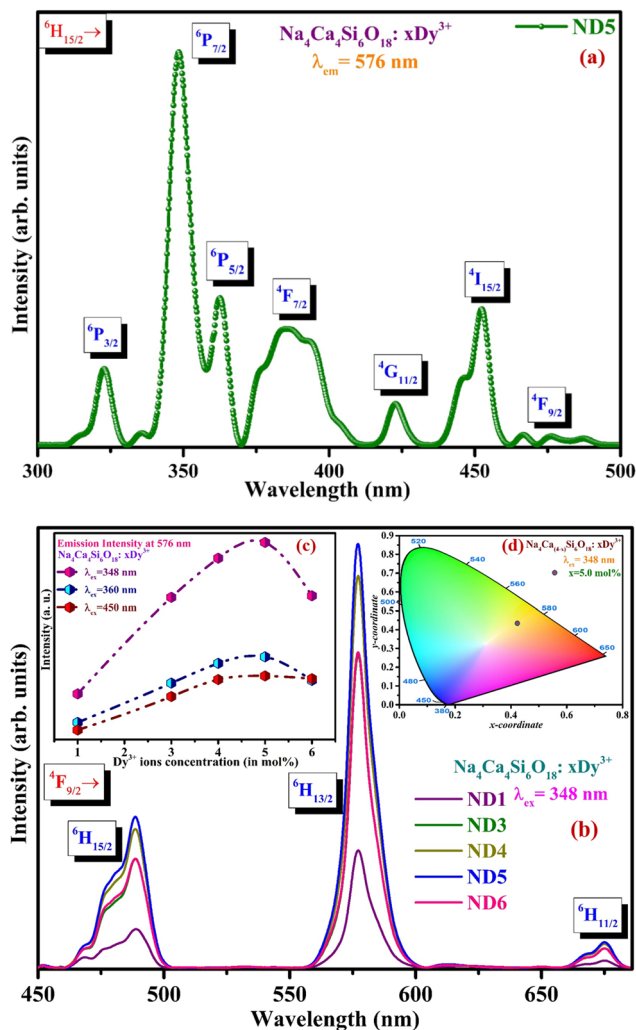 ⁶H₁₅/₂→
⁶P₇/₂
Na₄Ca₄Si₆O₁₈: xDy³⁺
λem = 576 nm
ND5
(a)
⁶P₃/₂
⁶P₅/₂
⁴F₇/₂
⁴G₁₁/₂
⁴I₁₅/₂
⁴F₉/₂
Intensity (arb. units)
300 350 400 450 500
Wavelength (nm)
Emission Intensity at 576 nm
Na₄Ca₄Si₆O₁₈: xDy³⁺
λex=348 nm
λex=360 nm
λex=450 nm
(c)
Intensity (a. u.)
1 2 3 4 5 6
Dy³⁺ ions concentration (in mol%)
(d)
Na₄Ca₍₄₋ₓ₎Si₆O₁₈: xDy³⁺
λex = 348 nm
x=5.0 mol%
0.9
0.8
0.7
0.6
0.5
0.4
0.3
0.2
0.1
0.0
y-coordinate
520
540
560
580
600
640
500
480
450
380
0.0 0.2 0.4 0.6 0.8
x-coordinate
⁴F₉/₂→
⁶H₁₅/₂
⁶H₁₃/₂
⁶H₁₁/₂
Na₄Ca₄Si₆O₁₈: xDy³⁺
λex= 348 nm
(b)
ND1
ND3
ND4
ND5
ND6
Intensity (arb. units)
450 500 550 600 650
Wavelength (nm)